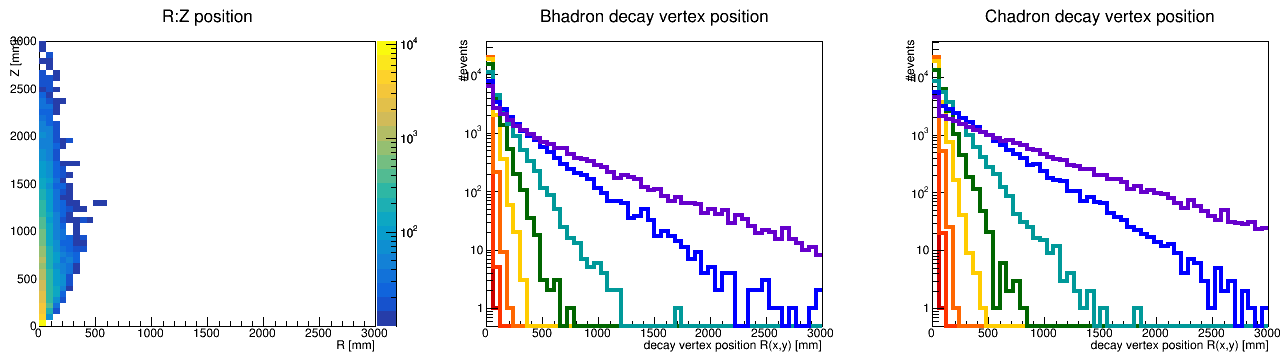 R:Z position
Z [mm]
3000
2500
2000
1500
1000
500
0
0 500 1000 1500 2000 2500 3000
R [mm]
10^4
10^3
10^2
Bhadron decay vertex position
#events
10^4
10^3
10^2
10
1
0 500 1000 1500 2000 2500 3000
decay vertex position R(x,y) [mm]
Chadron decay vertex position
#events
10^4
10^3
10^2
10
1
0 500 1000 1500 2000 2500 3000
decay vertex position R(x,y) [mm]